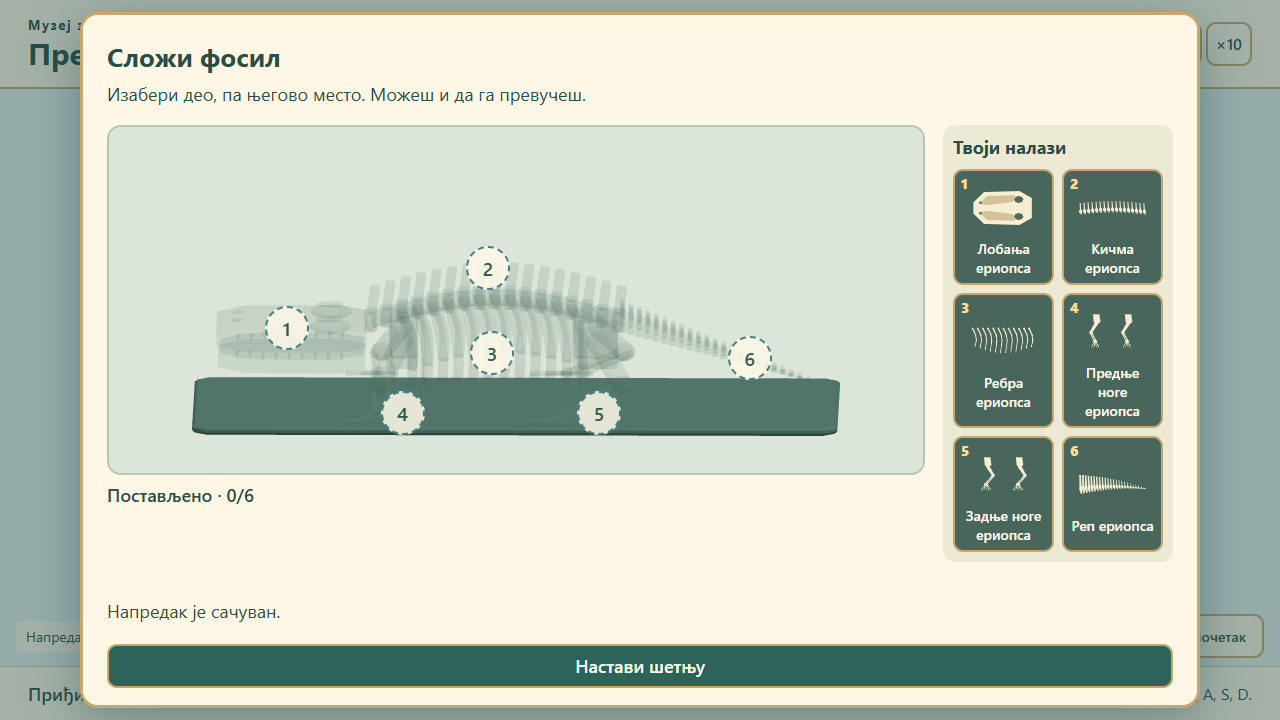 Музеј
×10
Сложи фосил
Изабери део, па његово место. Можеш и да га превучеш.
1
2
3
4
5
6
Постављено · 0/6
Твоји налази
1
Лобања
ериопса
2
Кичма
ериопса
3
Ребра
ериопса
4
Предње
ноге
ериопса
5
Задње ноге
ериопса
6
Реп ериопса
Напредак је сачуван.
Настави шетњу
A, S, D.